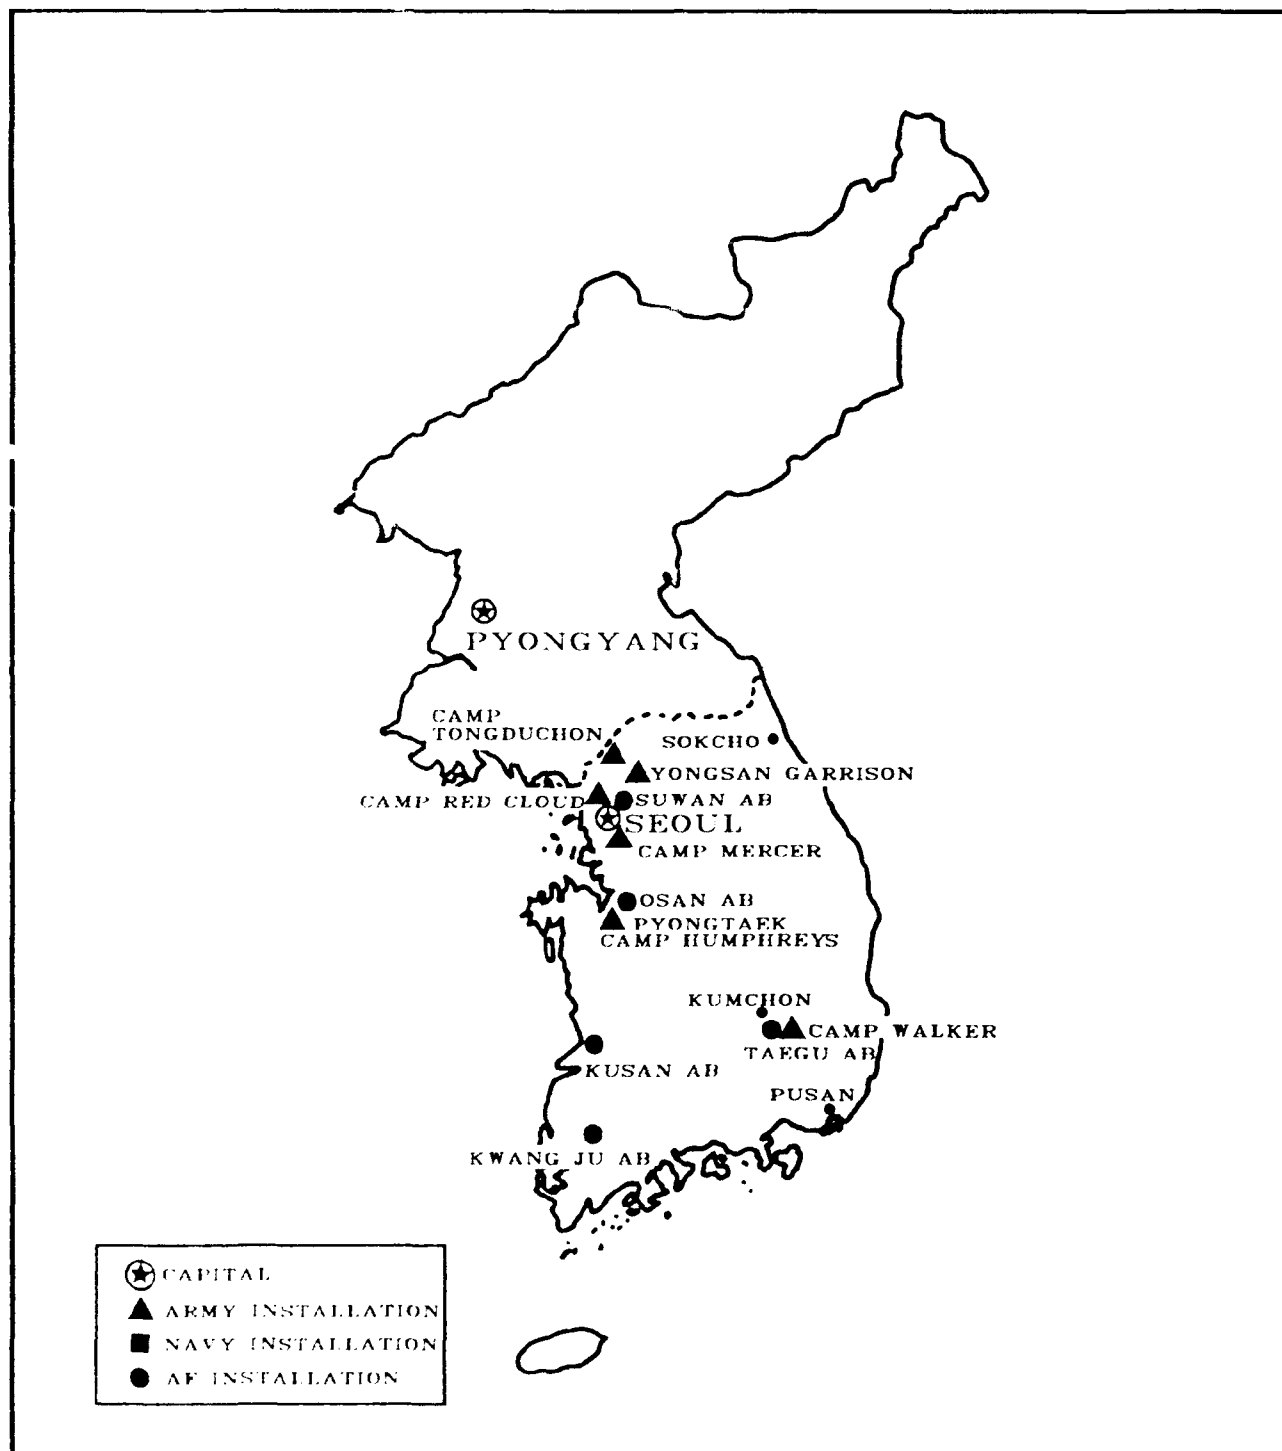 PYONGYANG
CAMP
TONGDUCHON
SOKCHO
YONGSAN GARRISON
CAMP RED CLOUD
SUWAN AB
SEOUL
CAMP MERCER
OSAN AB
PYONGTAEK
CAMP HUMPHREYS
KUMCHON
CAMP WALKER
TAEGU AB
KUSAN AB
PUSAN
KWANG JU AB
CAPITAL
ARMY INSTALLATION
NAVY INSTALLATION
AF INSTALLATION